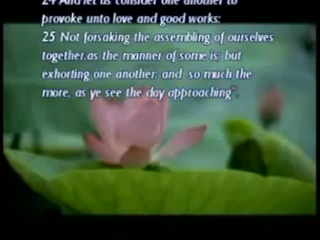 24 And let us consider one another to
provoke unto love and good works:
25 Not forsaking the assembling of ourselves
together,as the manner of some is; but
exhorting one another: and so much the
more, as ye see the day approaching".